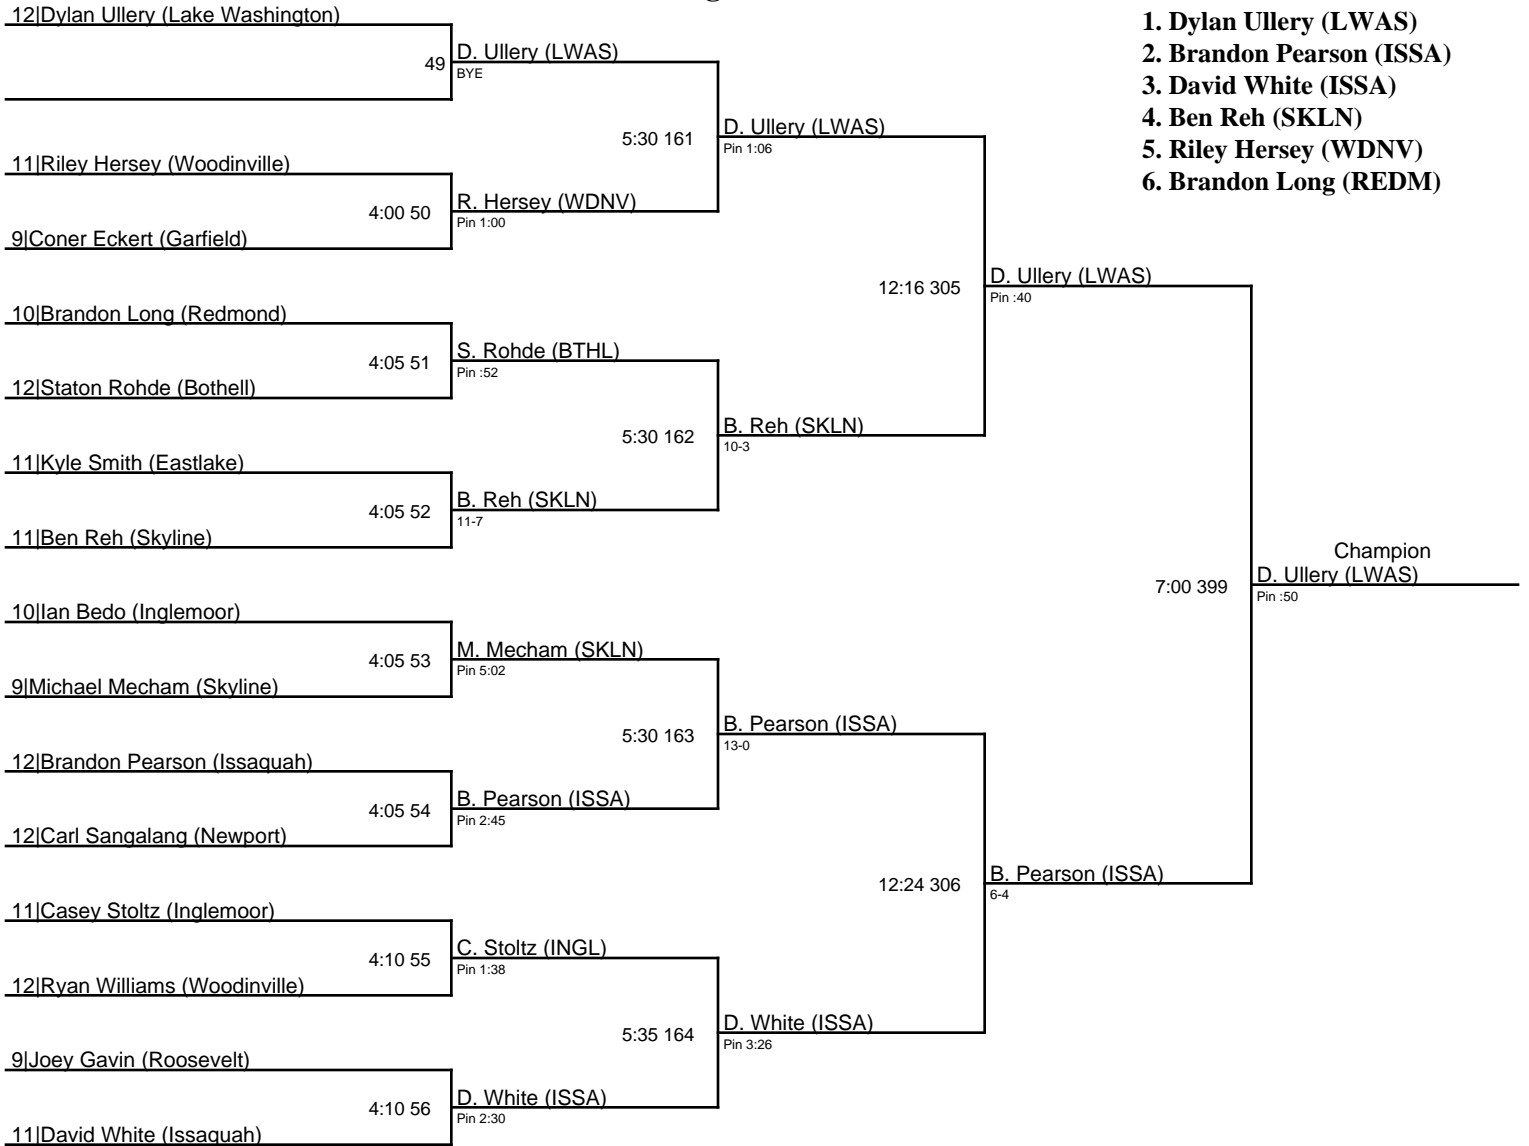 12|Dylan Ullery (Lake Washington)
49
D. Ullery (LWAS)
BYE
11|Riley Hersey (Woodinville)
4:00 50
R. Hersey (WDNV)
Pin 1:00
9|Coner Eckert (Garfield)
5:30 161
D. Ullery (LWAS)
Pin 1:06
10|Brandon Long (Redmond)
4:05 51
S. Rohde (BTHL)
Pin :52
12|Staton Rohde (Bothell)
5:30 162
B. Reh (SKLN)
10-3
11|Kyle Smith (Eastlake)
4:05 52
B. Reh (SKLN)
11-7
11|Ben Reh (Skyline)
12:16 305
D. Ullery (LWAS)
Pin :40
10|Ian Bedo (Inglemoor)
4:05 53
M. Mecham (SKLN)
Pin 5:02
9|Michael Mecham (Skyline)
5:30 163
B. Pearson (ISSA)
13-0
12|Brandon Pearson (Issaquah)
4:05 54
B. Pearson (ISSA)
Pin 2:45
12|Carl Sangalang (Newport)
12:24 306
B. Pearson (ISSA)
6-4
11|Casey Stoltz (Inglemoor)
4:10 55
C. Stoltz (INGL)
Pin 1:38
12|Ryan Williams (Woodinville)
5:35 164
D. White (ISSA)
Pin 3:26
9|Joey Gavin (Roosevelt)
4:10 56
D. White (ISSA)
Pin 2:30
11|David White (Issaquah)
7:00 399
Champion
D. Ullery (LWAS)
Pin :50
1. Dylan Ullery (LWAS)
2. Brandon Pearson (ISSA)
3. David White (ISSA)
4. Ben Reh (SKLN)
5. Riley Hersey (WDNV)
6. Brandon Long (REDM)